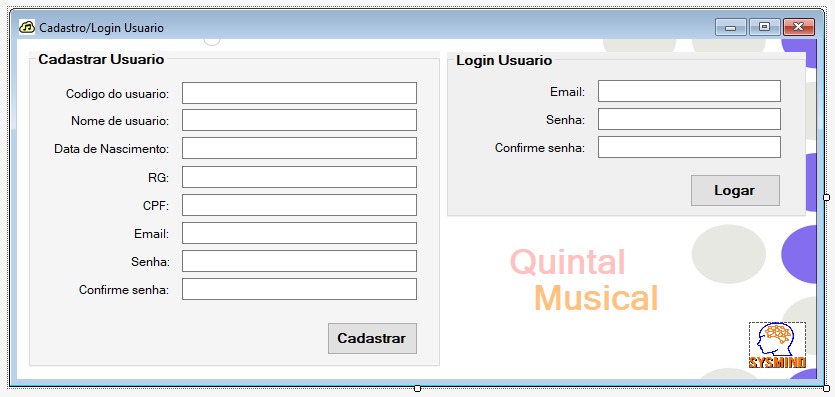 Cadastro/Login Usuario
Cadastrar Usuario
Codigo do usuario:
Nome de usuario:
Data de Nascimento:
RG:
CPF:
Email:
Senha:
Confirme senha:
Cadastrar
Login Usuario
Email:
Senha:
Confirme senha:
Logar
Quintal
Musical
SYSMIND